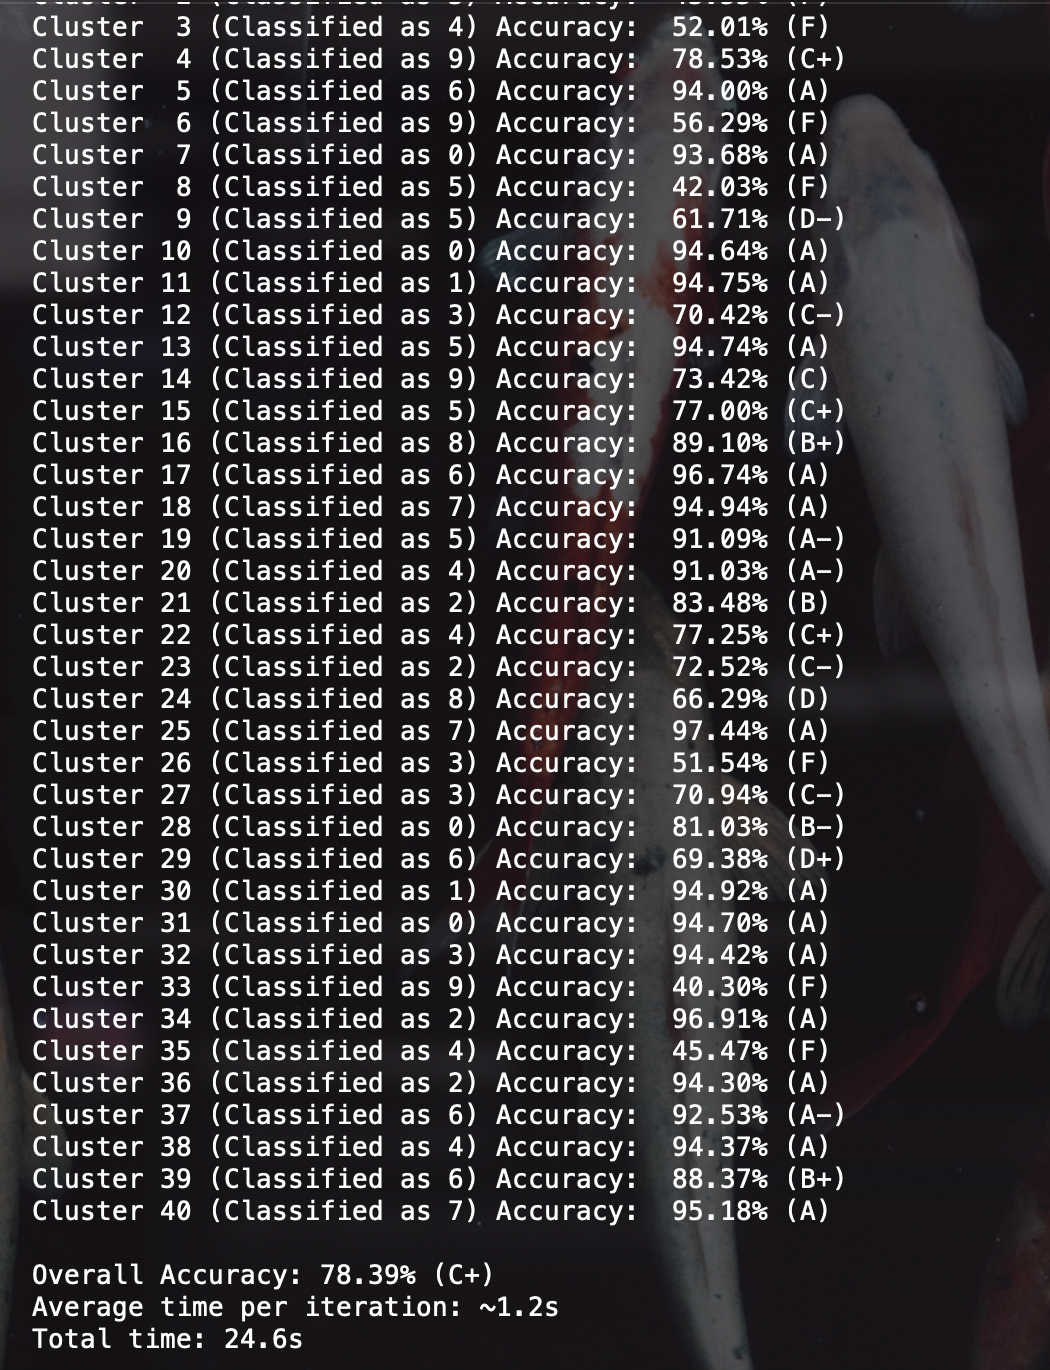 Cluster  3 (Classified as 4) Accuracy:  52.01% (F)
Cluster  4 (Classified as 9) Accuracy:  78.53% (C+)
Cluster  5 (Classified as 6) Accuracy:  94.00% (A)
Cluster  6 (Classified as 9) Accuracy:  56.29% (F)
Cluster  7 (Classified as 0) Accuracy:  93.68% (A)
Cluster  8 (Classified as 5) Accuracy:  42.03% (F)
Cluster  9 (Classified as 5) Accuracy:  61.71% (D-)
Cluster 10 (Classified as 0) Accuracy:  94.64% (A)
Cluster 11 (Classified as 1) Accuracy:  94.75% (A)
Cluster 12 (Classified as 3) Accuracy:  70.42% (C-)
Cluster 13 (Classified as 5) Accuracy:  94.74% (A)
Cluster 14 (Classified as 9) Accuracy:  73.42% (C)
Cluster 15 (Classified as 5) Accuracy:  77.00% (C+)
Cluster 16 (Classified as 8) Accuracy:  89.10% (B+)
Cluster 17 (Classified as 6) Accuracy:  96.74% (A)
Cluster 18 (Classified as 7) Accuracy:  94.94% (A)
Cluster 19 (Classified as 5) Accuracy:  91.09% (A-)
Cluster 20 (Classified as 4) Accuracy:  91.03% (A-)
Cluster 21 (Classified as 2) Accuracy:  83.48% (B)
Cluster 22 (Classified as 4) Accuracy:  77.25% (C+)
Cluster 23 (Classified as 2) Accuracy:  72.52% (C-)
Cluster 24 (Classified as 8) Accuracy:  66.29% (D)
Cluster 25 (Classified as 7) Accuracy:  97.44% (A)
Cluster 26 (Classified as 3) Accuracy:  51.54% (F)
Cluster 27 (Classified as 3) Accuracy:  70.94% (C-)
Cluster 28 (Classified as 0) Accuracy:  81.03% (B-)
Cluster 29 (Classified as 6) Accuracy:  69.38% (D+)
Cluster 30 (Classified as 1) Accuracy:  94.92% (A)
Cluster 31 (Classified as 0) Accuracy:  94.70% (A)
Cluster 32 (Classified as 3) Accuracy:  94.42% (A)
Cluster 33 (Classified as 9) Accuracy:  40.30% (F)
Cluster 34 (Classified as 2) Accuracy:  96.91% (A)
Cluster 35 (Classified as 4) Accuracy:  45.47% (F)
Cluster 36 (Classified as 2) Accuracy:  94.30% (A)
Cluster 37 (Classified as 6) Accuracy:  92.53% (A-)
Cluster 38 (Classified as 4) Accuracy:  94.37% (A)
Cluster 39 (Classified as 6) Accuracy:  88.37% (B+)
Cluster 40 (Classified as 7) Accuracy:  95.18% (A)
Overall Accuracy: 78.39% (C+)
Average time per iteration: ~1.2s
Total time: 24.6s